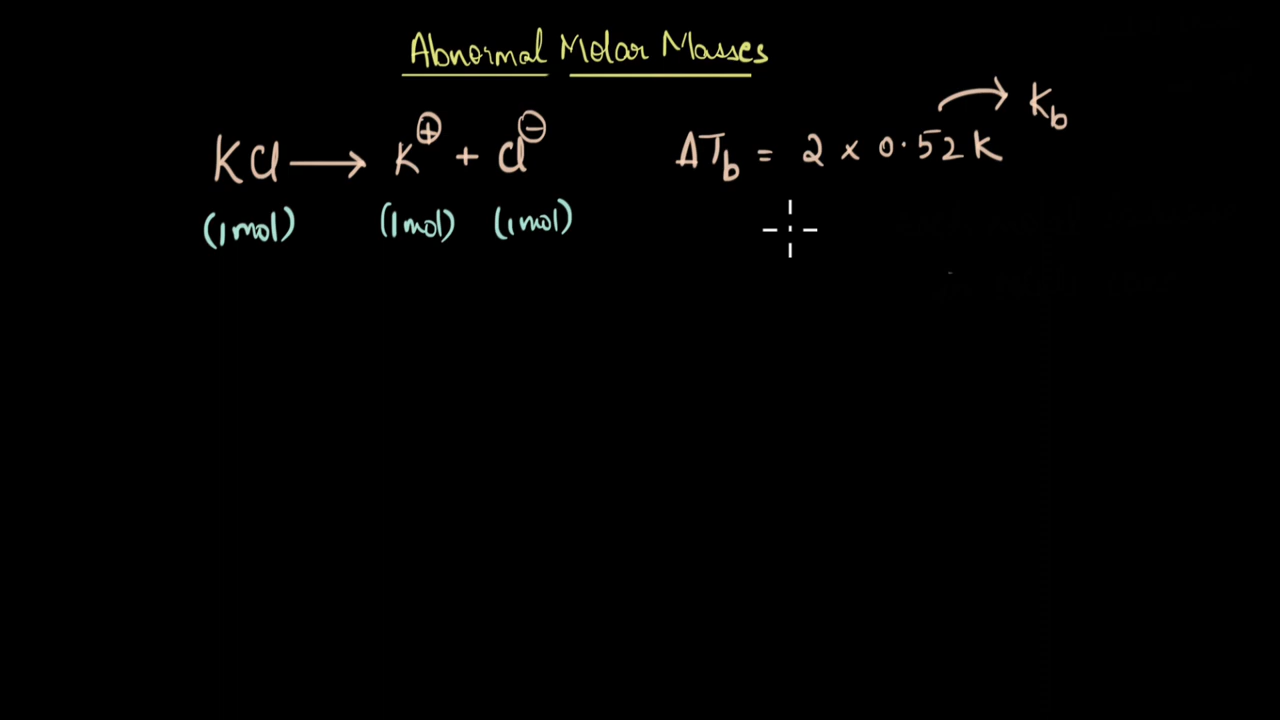 Abnormal Molar Masses
KCl ⟶ K⊕ + Cl⊖
(1mol) (1mol) (1mol)
ΔTb = 2 × 0.52 K → Kb